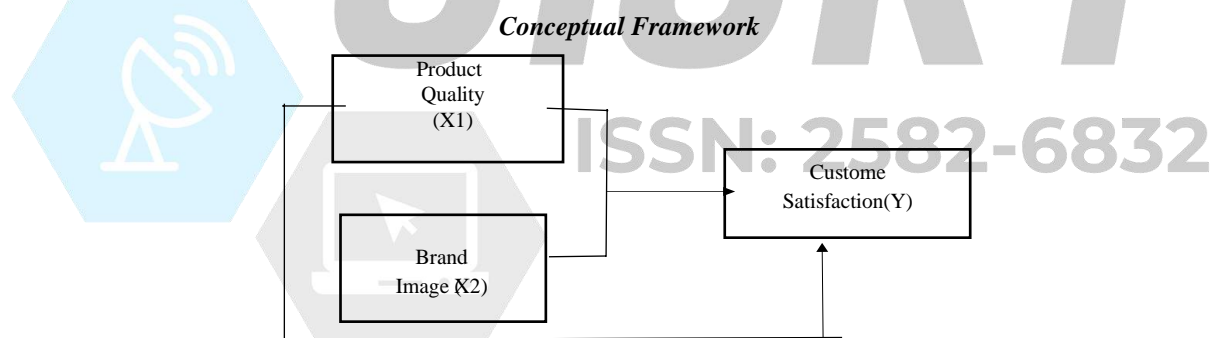 Conceptual Framework
Product
Quality
(X1)
ISSN: 2582-6832
Custome
Satisfaction(Y)
Brand
Image (X2)